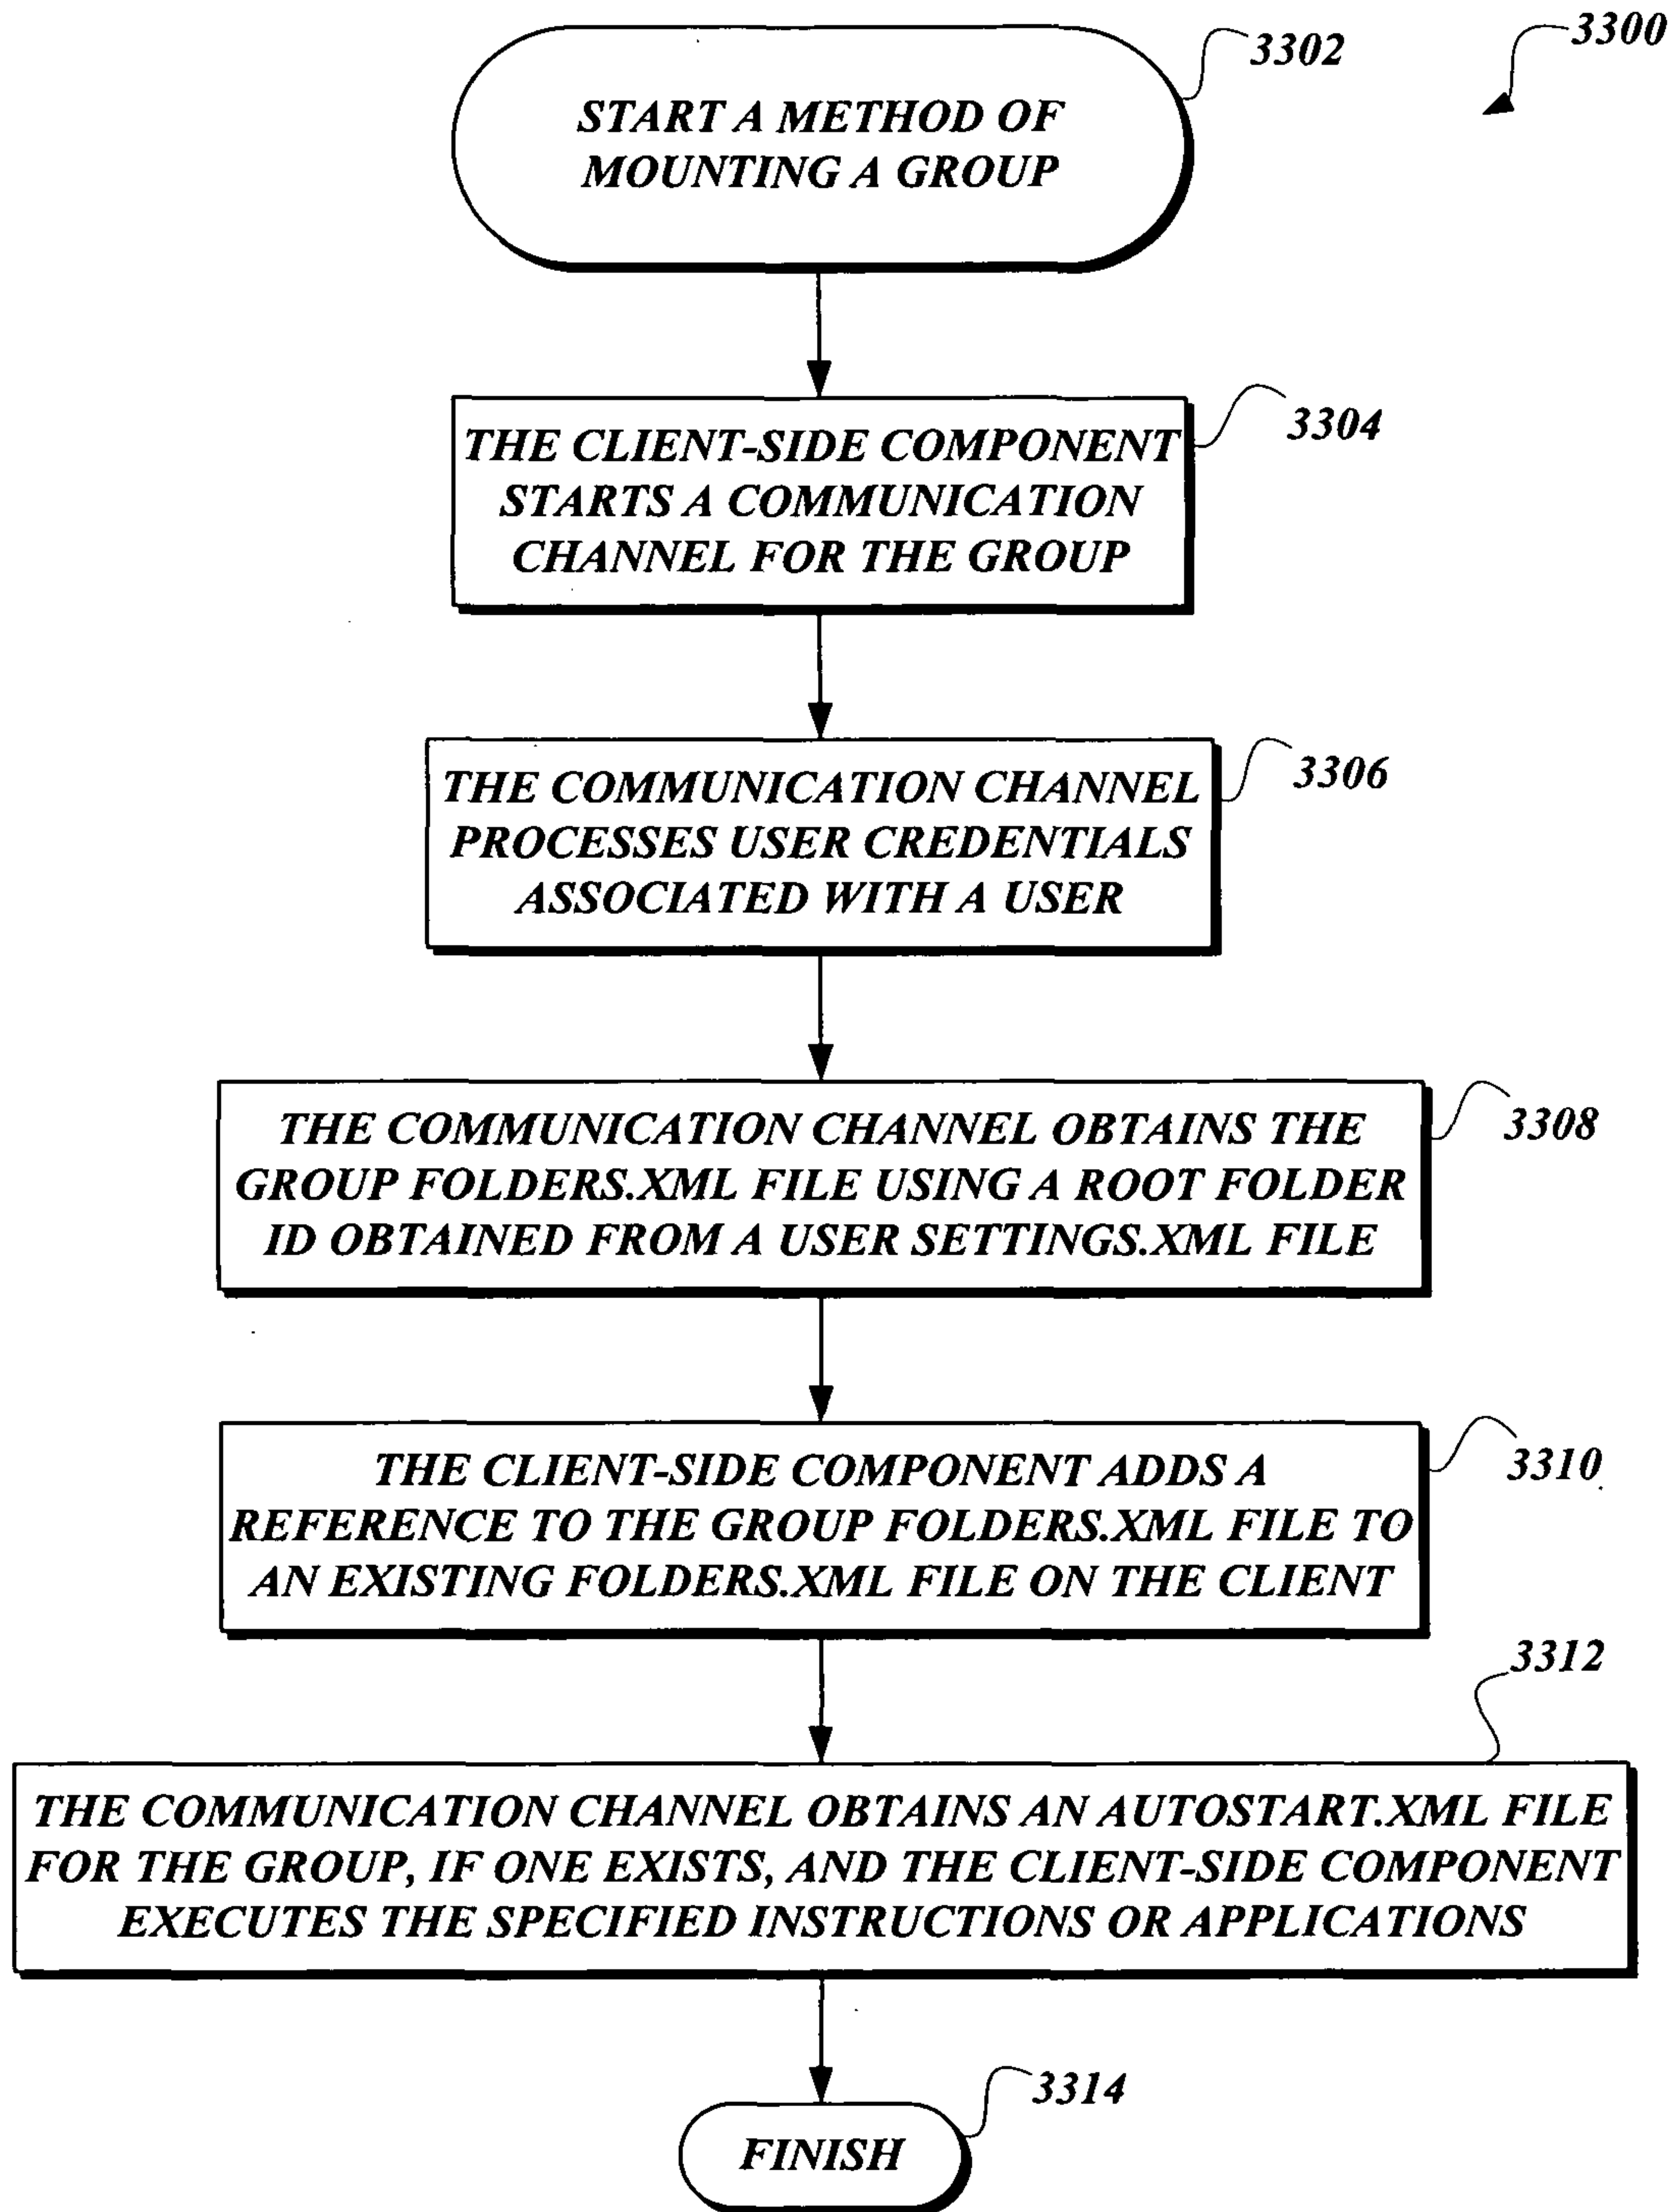 3300
3302
START A METHOD OF
MOUNTING A GROUP
3304
THE CLIENT-SIDE COMPONENT
STARTS A COMMUNICATION
CHANNEL FOR THE GROUP
3306
THE COMMUNICATION CHANNEL
PROCESSES USER CREDENTIALS
ASSOCIATED WITH A USER
3308
THE COMMUNICATION CHANNEL OBTAINS THE
GROUP FOLDERS.XML FILE USING A ROOT FOLDER
ID OBTAINED FROM A USER SETTINGS.XML FILE
3310
THE CLIENT-SIDE COMPONENT ADDS A
REFERENCE TO THE GROUP FOLDERS.XML FILE TO
AN EXISTING FOLDERS.XML FILE ON THE CLIENT
3312
THE COMMUNICATION CHANNEL OBTAINS AN AUTOSTART.XML FILE
FOR THE GROUP, IF ONE EXISTS, AND THE CLIENT-SIDE COMPONENT
EXECUTES THE SPECIFIED INSTRUCTIONS OR APPLICATIONS
3314
FINISH